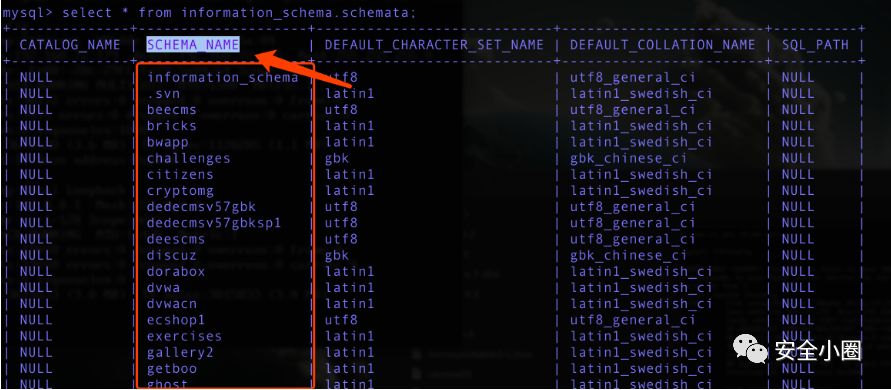 mysql> select * from information_schema.schemata;
| CATALOG_NAME | SCHEMA_NAME | DEFAULT_CHARACTER_SET_NAME | DEFAULT_COLLATION_NAME | SQL_PATH |
| NULL | information_schema | utf8 | utf8_general_ci | NULL |
| NULL | .svn | latin1 | latin1_swedish_ci | NULL |
| NULL | beecms | utf8 | utf8_general_ci | NULL |
| NULL | bricks | latin1 | latin1_swedish_ci | NULL |
| NULL | bwapp | latin1 | latin1_swedish_ci | NULL |
| NULL | challenges | gbk | gbk_chinese_ci | NULL |
| NULL | citizens | latin1 | latin1_swedish_ci | NULL |
| NULL | cryptomg | latin1 | latin1_swedish_ci | NULL |
| NULL | dedecmsv57gbk | utf8 | utf8_general_ci | NULL |
| NULL | dedecmsv57gbksp1 | utf8 | utf8_general_ci | NULL |
| NULL | deescms | utf8 | utf8_general_ci | NULL |
| NULL | discuz | gbk | gbk_chinese_ci | NULL |
| NULL | dorabox | latin1 | latin1_swedish_ci | NULL |
| NULL | dvwa | latin1 | latin1_swedish_ci | NULL |
| NULL | dvwacn | latin1 | latin1_swedish_ci | NULL |
| NULL | ecshop1 | utf8 | utf8_general_ci | NULL |
| NULL | exercises | latin1 | latin1_swedish_ci | NULL |
| NULL | gallery2 | latin1 | latin1_swedish_ci | NULL |
| NULL | getboo | latin1 | latin1_swedish_ci | NULL |
| NULL | ghost | latin1 | latin1_swedish_ci | NULL |
安全小圈